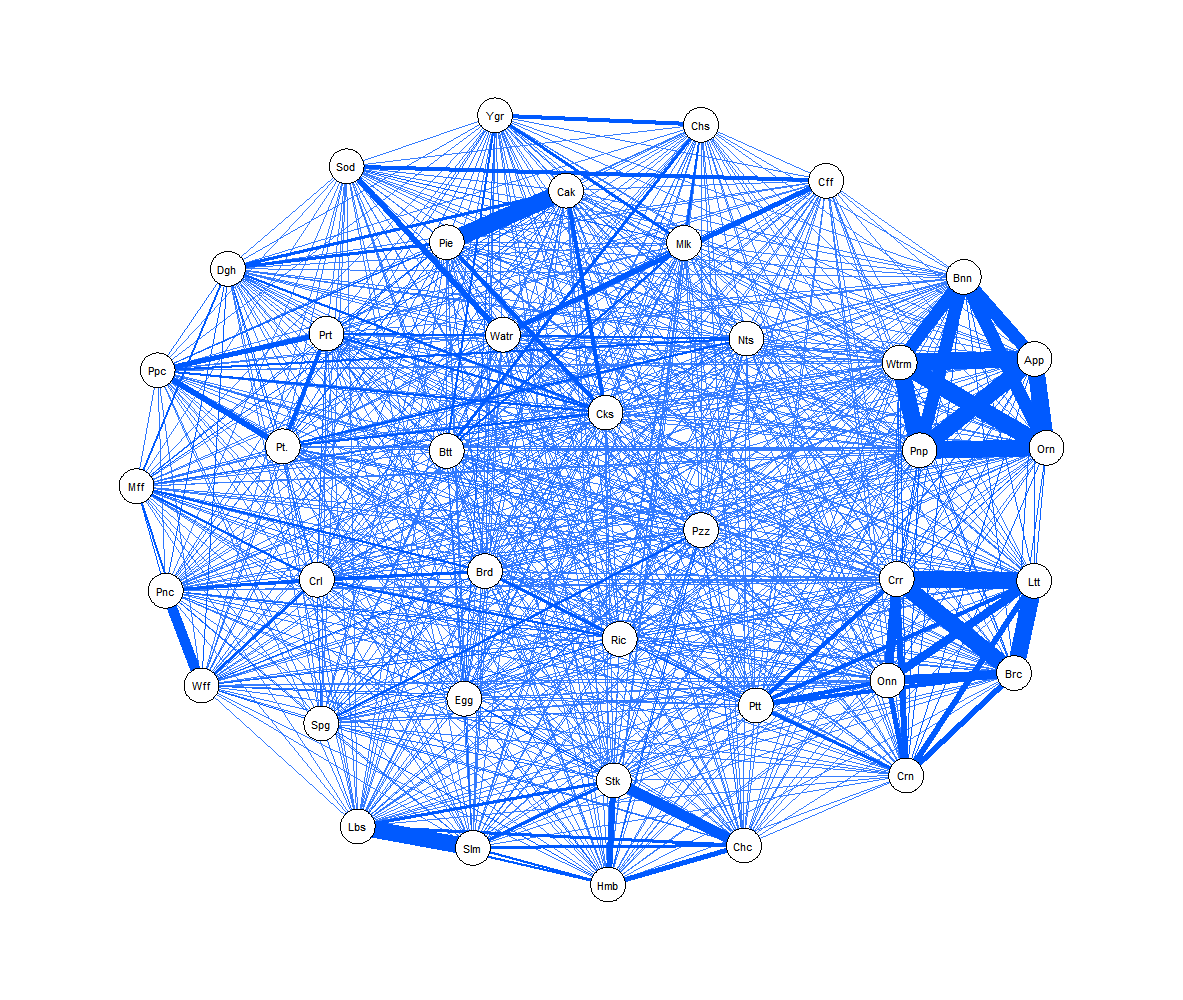 Ygr
Chs
Sod
Cff
Cak
Pie
Mlk
Dgh
Bnn
Prt
Watr
Nts
App
Wtrm
Ppc
Cks
Pt.
Btt
Pnp
Orn
Mff
Pzz
Brd
Crl
Crr
Ltt
Pnc
Ric
Wff
Onn
Brc
Egg
Ptt
Spg
Stk
Crn
Lbs
Slm
Chc
Hmb